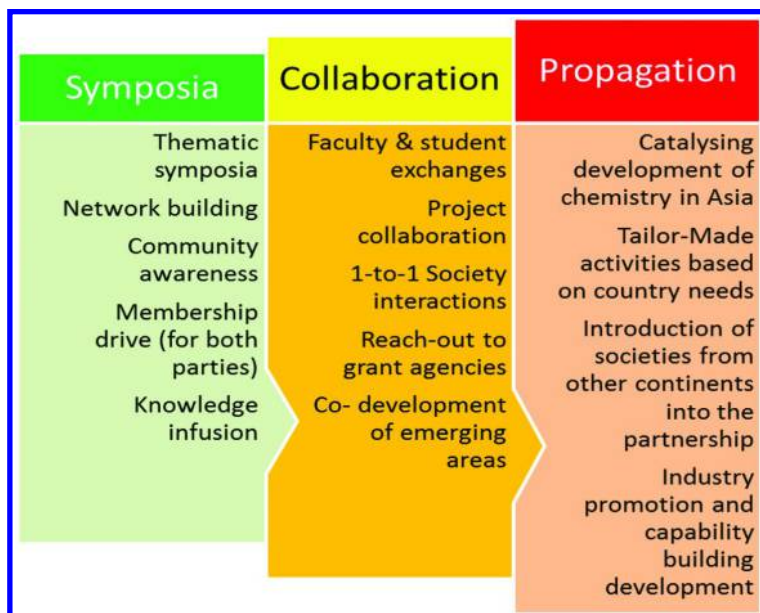 Symposia
Thematic
symposia
Network building
Community
awareness
Membership
drive (for both
parties)
Knowledge
infusion
Collaboration
Faculty & student
exchanges
Project
collaboration
1-to-1 Society
interactions
Reach-out to
grant agencies
Co- development
of emerging
areas
Propagation
Catalysing
development of
chemistry in Asia
Tailor-Made
activities based
on country needs
Introduction of
societies from
other continents
into the
partnership
Industry
promotion and
capability
building
development